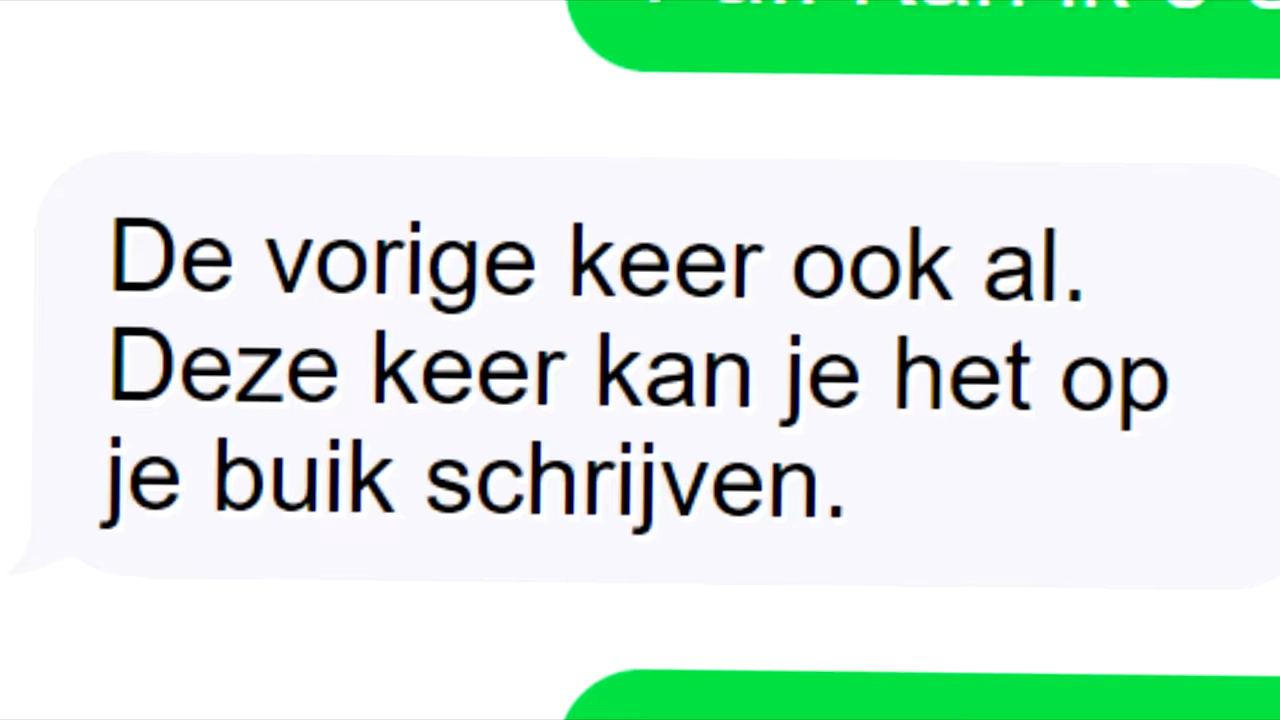 De vorige keer ook al.
Deze keer kan je het op
je buik schrijven.